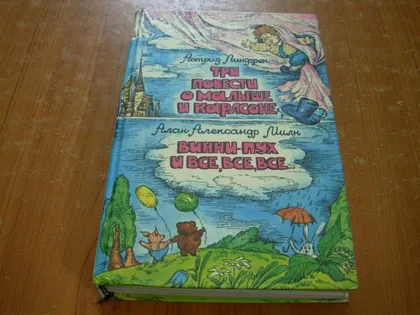 Астрид Линдгрен
ТРИ
ПОВЕСТИ
О МАЛЫШЕ
И КАРЛСОНЕ
Алан Александр Милн
ВИННИ-ПУХ
И ВСЕ, ВСЕ, ВСЕ...